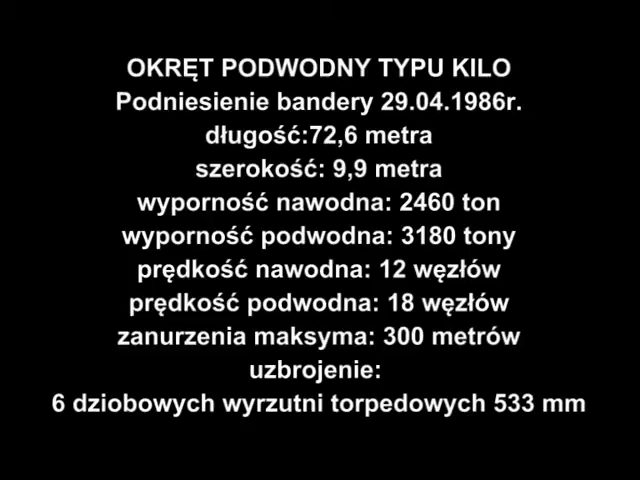 OKRĘT PODWODNY TYPU KILO
Podniesienie bandery 29.04.1986r.
długość:72,6 metra
szerokość: 9,9 metra
wyporność nawodna: 2460 ton
wyporność podwodna: 3180 tony
prędkość nawodna: 12 węzłów
prędkość podwodna: 18 węzłów
zanurzenia maksyma: 300 metrów
uzbrojenie:
6 dziobowych wyrzutni torpedowych 533 mm